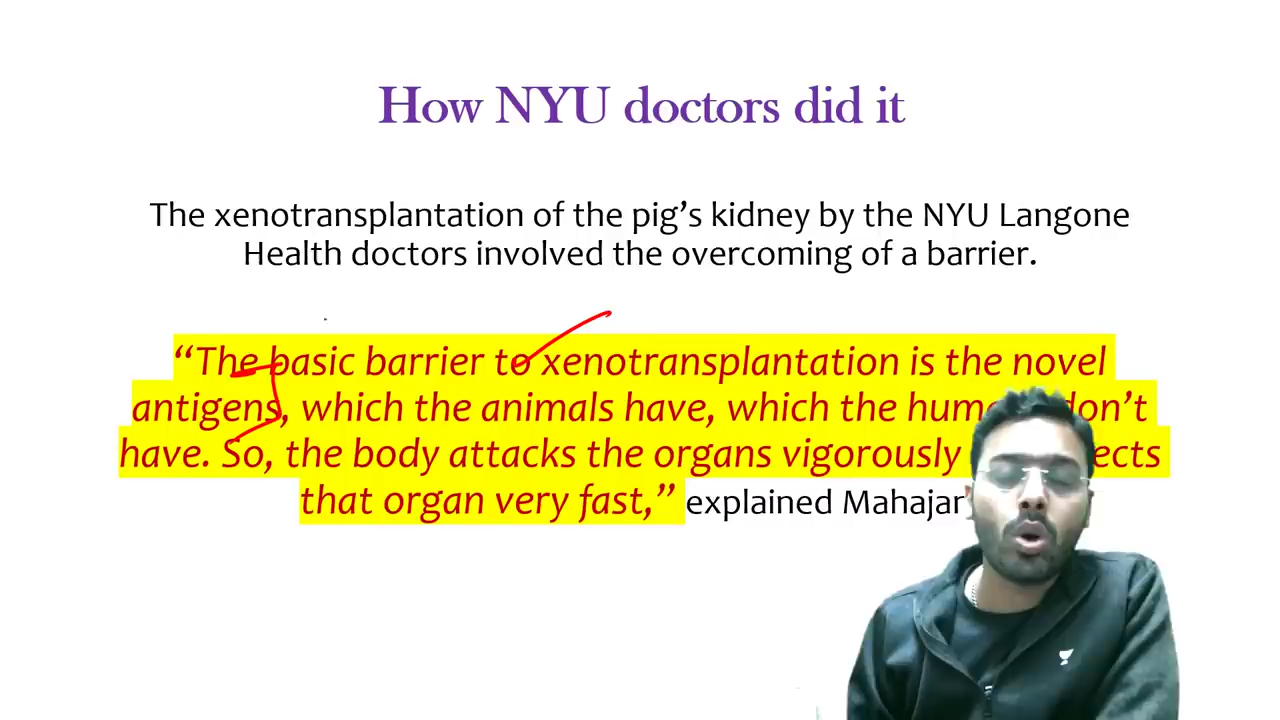 How NYU doctors did it
The xenotransplantation of the pig’s kidney by the NYU Langone
Health doctors involved the overcoming of a barrier.
“The basic barrier to xenotransplantation is the novel
antigens, which the animals have, which the don’t
have. So, the body attacks the organs vigorously
that organ very fast,” explained